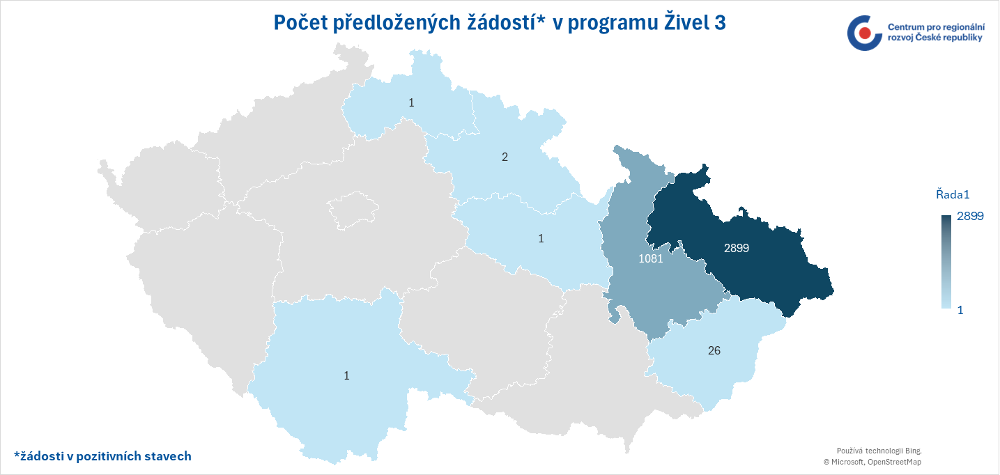 Počet předložených žádostí* v programu Živel 3
Centrum pro regionální
rozvoj České republiky
1
2
1
1081
2899
26
1
Řada1
2899
1
*žádosti v pozitivních stavech
Používá technologii Bing.
© Microsoft, OpenStreetMap